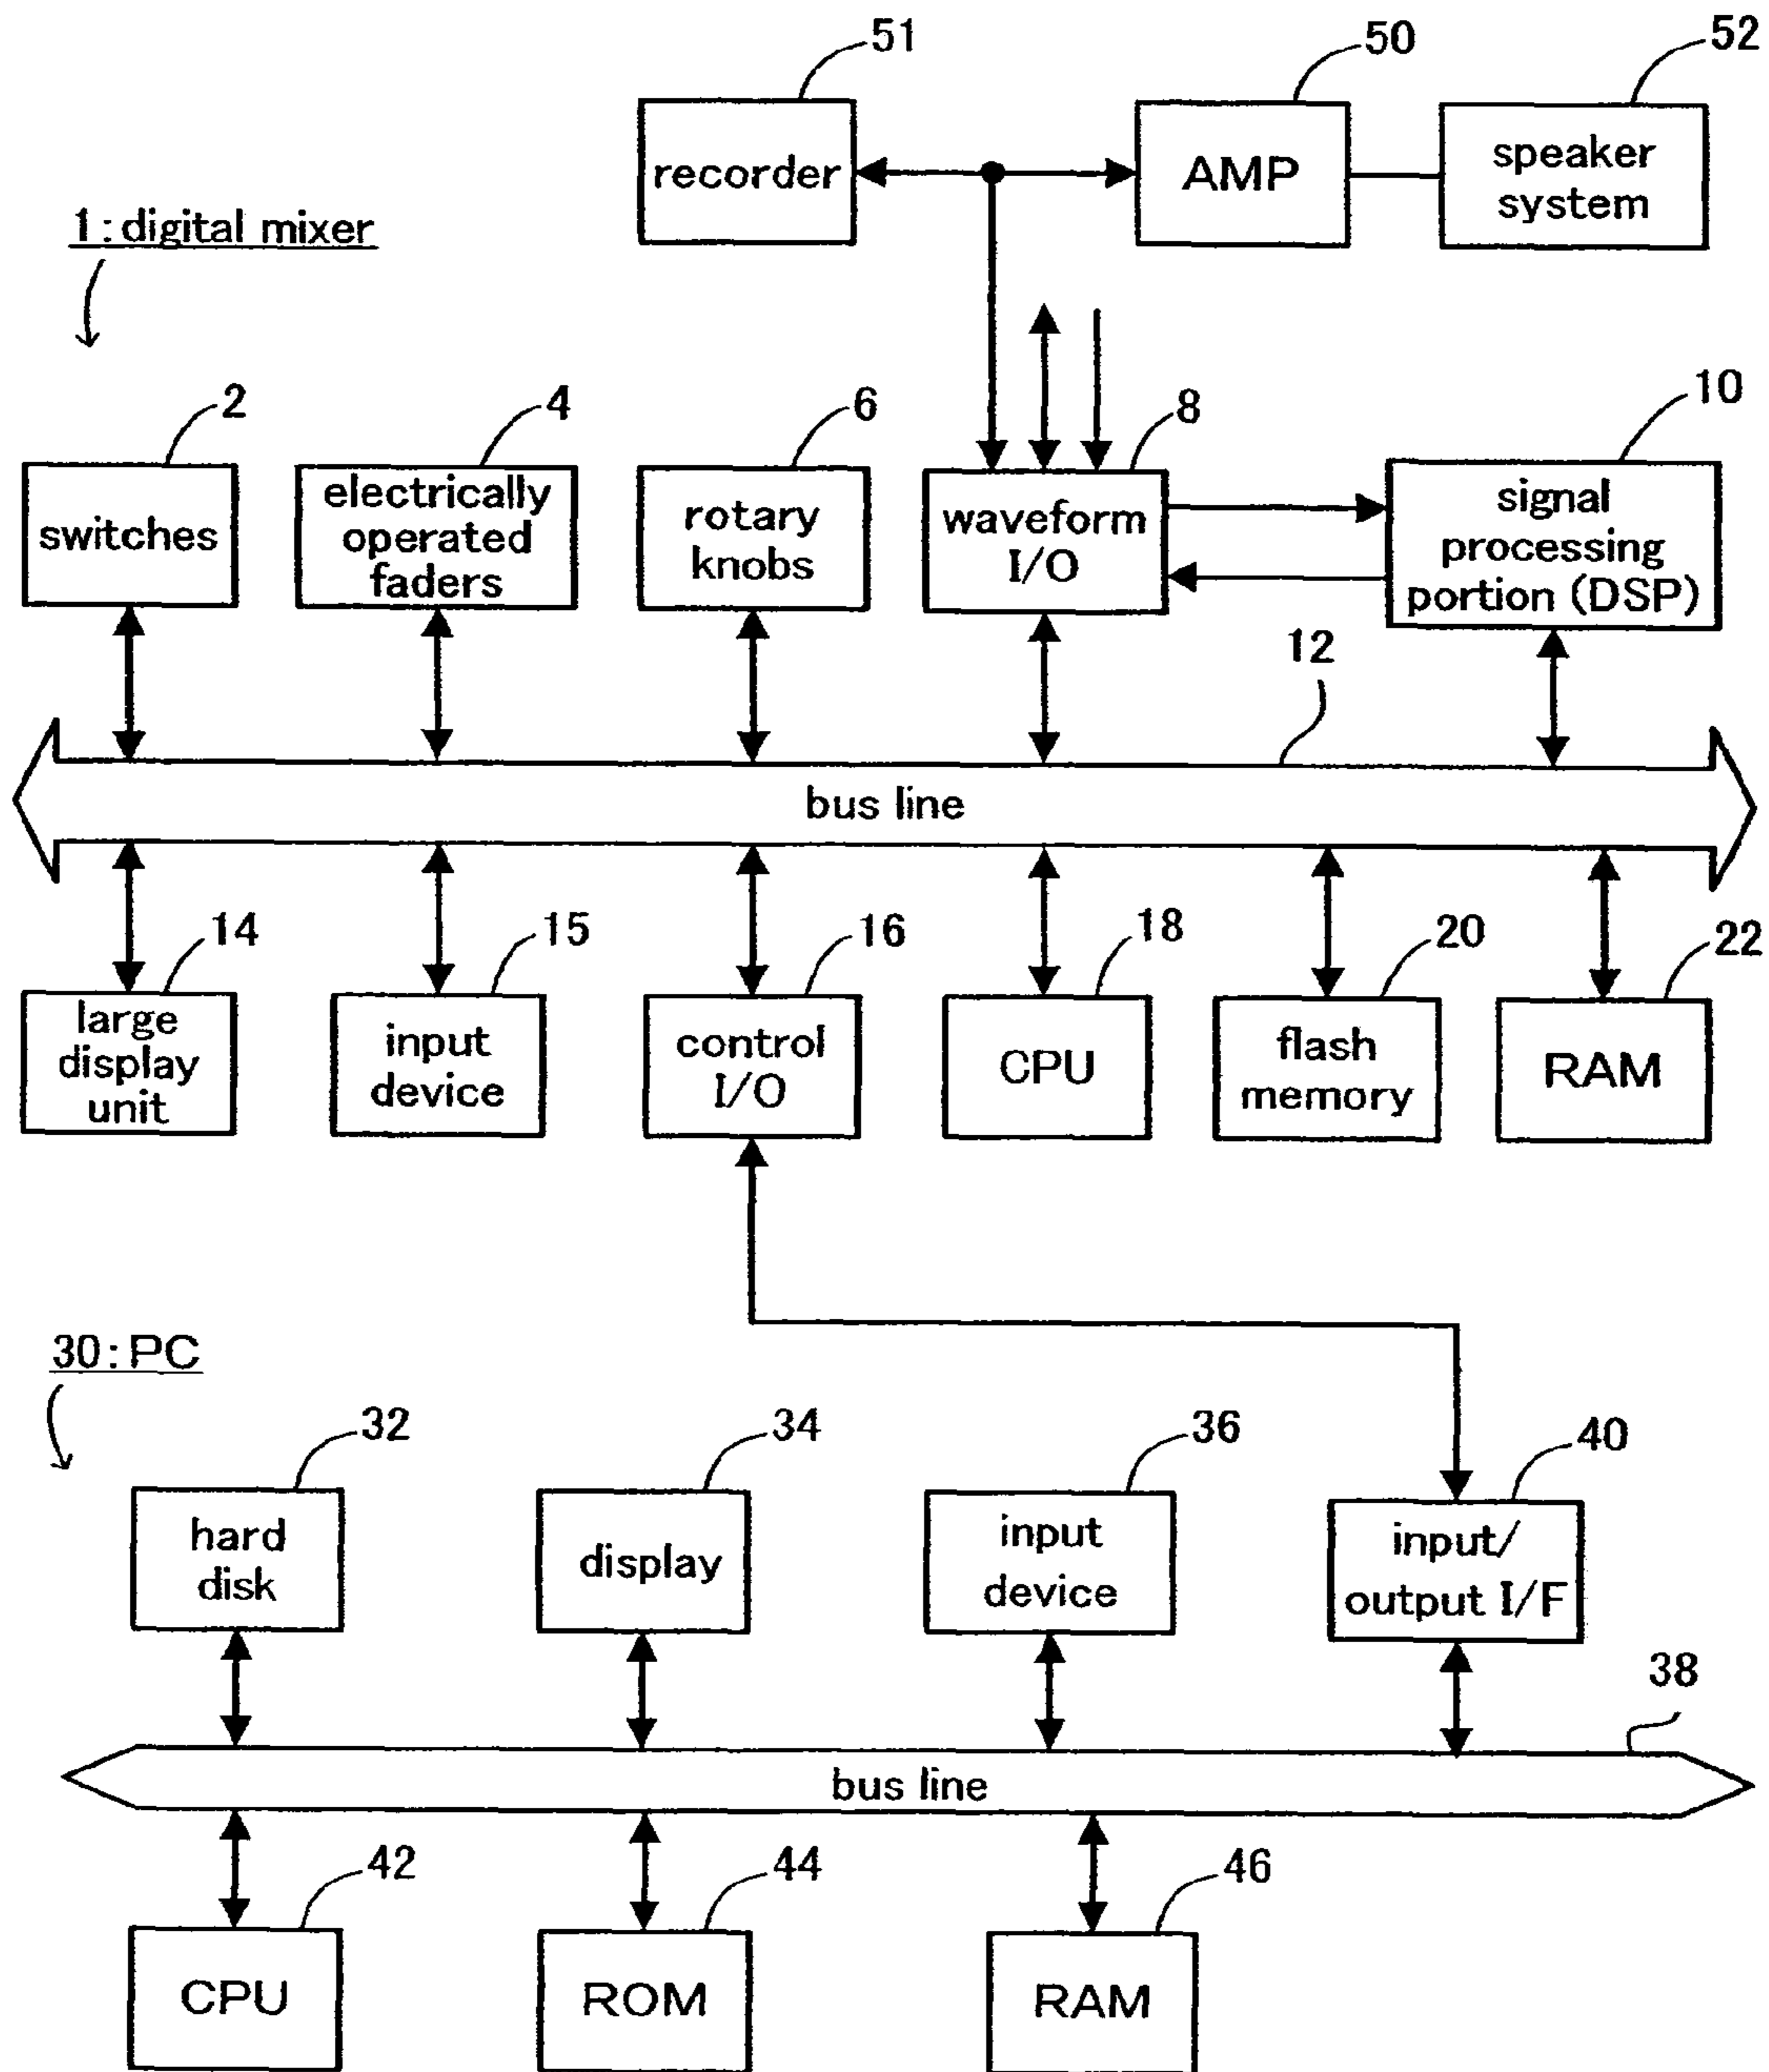 51
50
52
recorder
AMP
speaker
system
1: digital mixer
2
4
6
8
10
switches
electrically
operated
faders
rotary
knobs
waveform
I/O
signal
processing
portion (DSP)
12
bus line
14
15
16
18
20
22
large
display
unit
input
device
control
I/O
CPU
flash
memory
RAM
30: PC
32
34
36
40
hard
disk
display
input
device
input/
output I/F
38
bus line
42
44
46
CPU
ROM
RAM